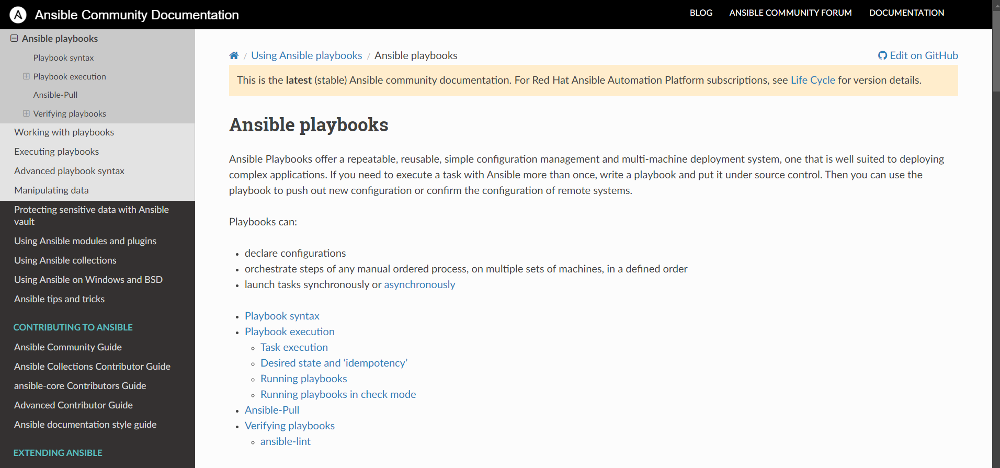 Ansible Community Documentation
BLOG
ANSIBLE COMMUNITY FORUM
DOCUMENTATION
Ansible playbooks
Playbook syntax
Playbook execution
Ansible-Pull
Verifying playbooks
Working with playbooks
Executing playbooks
Advanced playbook syntax
Manipulating data
Protecting sensitive data with Ansible
vault
Using Ansible modules and plugins
Using Ansible collections
Using Ansible on Windows and BSD
Ansible tips and tricks
CONTRIBUTING TO ANSIBLE
Ansible Community Guide
Ansible Collections Contributor Guide
ansible-core Contributors Guide
Advanced Contributor Guide
Ansible documentation style guide
EXTENDING ANSIBLE
/ Using Ansible playbooks / Ansible playbooks
Edit on GitHub
This is the latest (stable) Ansible community documentation. For Red Hat Ansible Automation Platform subscriptions, see Life Cycle for version details.
Ansible playbooks
Ansible Playbooks offer a repeatable, reusable, simple configuration management and multi-machine deployment system, one that is well suited to deploying
complex applications. If you need to execute a task with Ansible more than once, write a playbook and put it under source control. Then you can use the
playbook to push out new configuration or confirm the configuration of remote systems.
Playbooks can:
• declare configurations
• orchestrate steps of any manual ordered process, on multiple sets of machines, in a defined order
• launch tasks synchronously or asynchronously
• Playbook syntax
• Playbook execution
◦ Task execution
◦ Desired state and ‘idempotency’
◦ Running playbooks
◦ Running playbooks in check mode
• Ansible-Pull
• Verifying playbooks
◦ ansible-lint